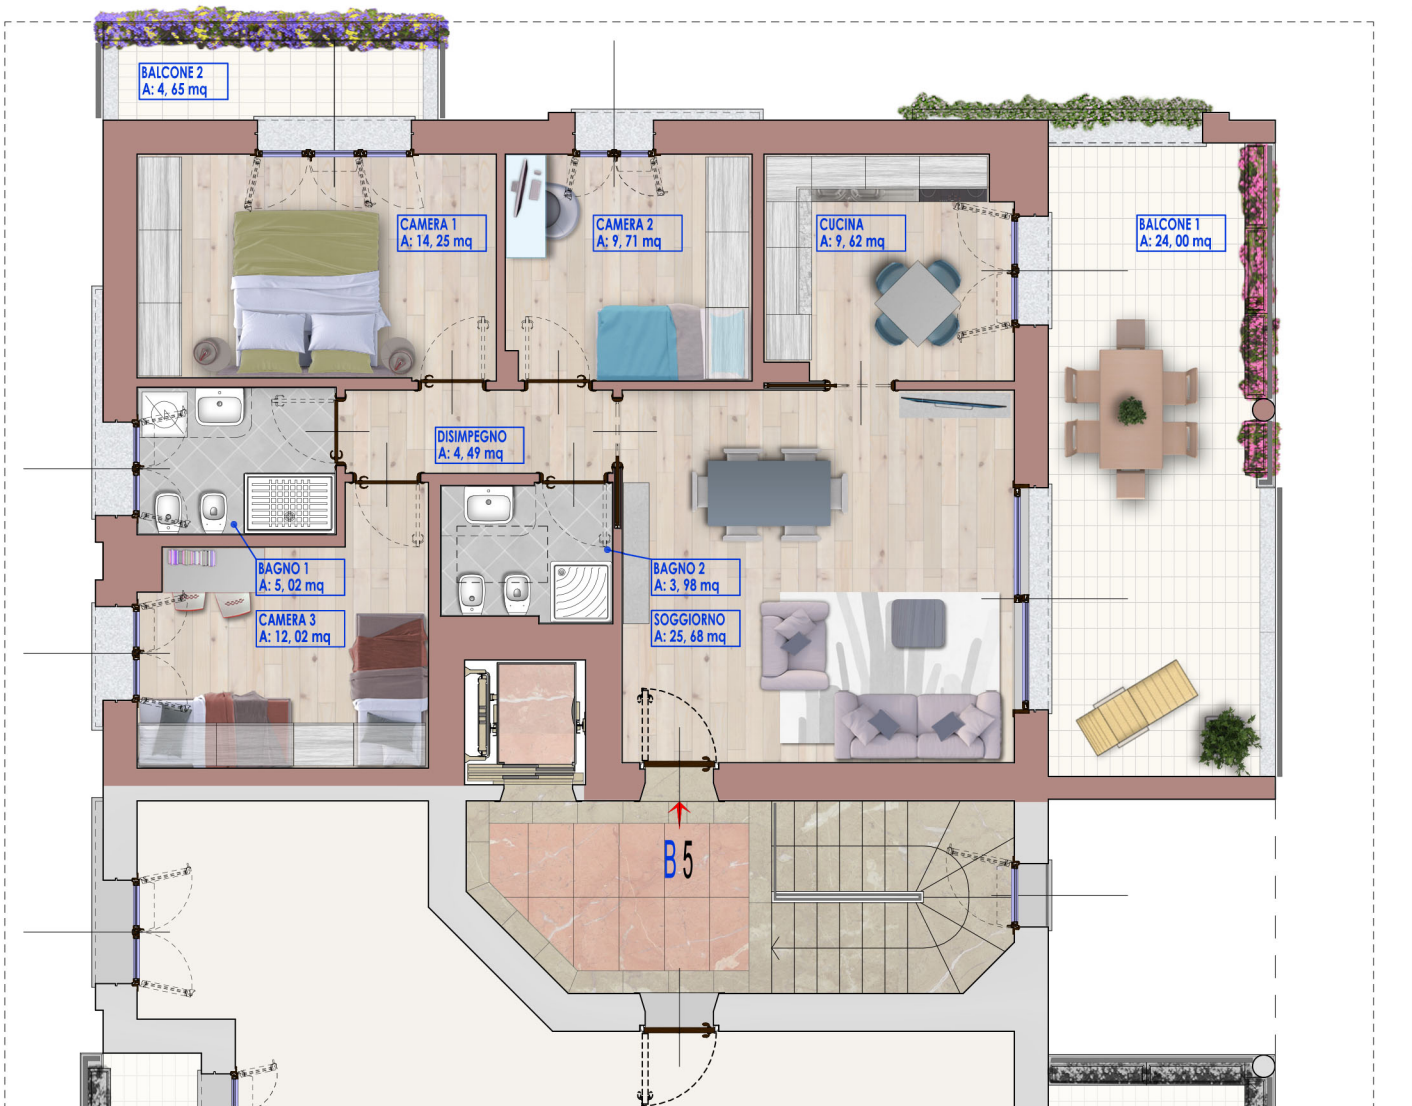 BALCONE 2
A: 4, 65 mq
CAMERA 1
A: 14, 25 mq
CAMERA 2
A: 9, 71 mq
CUCINA
A: 9, 62 mq
BALCONE 1
A: 24, 00 mq
DISIMPEGNO
A: 4, 49 mq
BAGNO 1
A: 5, 02 mq
CAMERA 3
A: 12, 02 mq
BAGNO 2
A: 3, 98 mq
SOGGIORNO
A: 25, 68 mq
B5